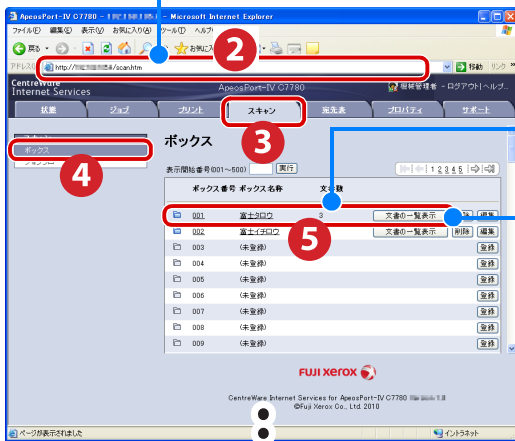 ApeosPort-IV C7780 - Microsoft Internet Explorer
ファイル(F) 編集(E) 表示(V) お気に入り(A) ツール(T) ヘルプ
戻る
お気に入
2
アドレス(D) http:// /scan.htm 移動 リンク
CentreWare
Internet Services
ApeosPort-IV C7780
機械管理者 - ログアウト | ヘルプ
状態 ジョブ プリント スキャン 宛先表 プロパティ サポート
3
ボックス
ボックス
4
表示開始番号(001～500) 実行
1 2 3 4 5
ボックス番号 ボックス名称
001 富士タロウ 3 文書の一覧表示 編集
5
002 富士イチロウ 文書の一覧表示 削除 編集
003 (未登録) 登録
004 (未登録) 登録
005 (未登録) 登録
006 (未登録) 登録
007 (未登録) 登録
008 (未登録) 登録
009 (未登録) 登録
FUJI XEROX
CentreWare Internet Services for ApeosPort-IV C7780
©Fuji Xerox Co., Ltd. 2010
ページが表示されました イントラネット